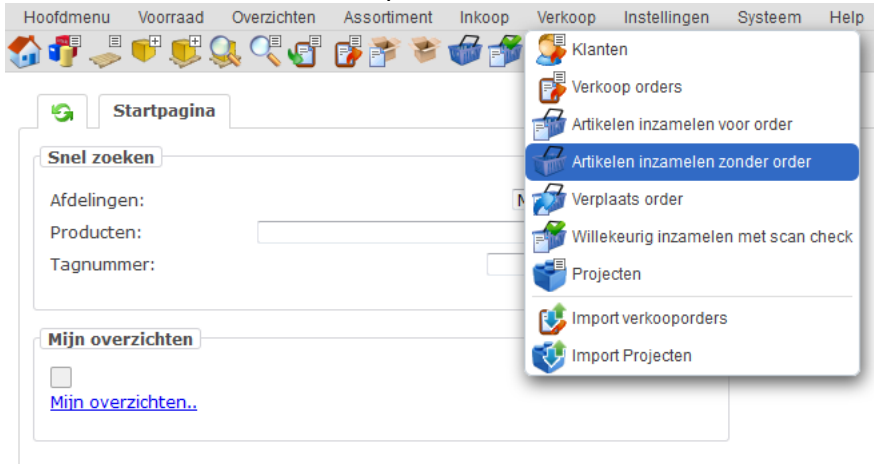 Hoofdmenu Voorraad Overzichten Assortiment Inkoop Verkoop Instellingen Systeem Help
Klanten
Verkoop orders
Artikelen inzamelen voor order
Artikelen inzamelen zonder order
Verplaats order
Willekeurig inzamelen met scan check
Projecten
Import verkooporders
Import Projecten
Startpagina
Snel zoeken
Afdelingen:
Producten:
Tagnummer:
Mijn overzichten
Mijn overzichten..